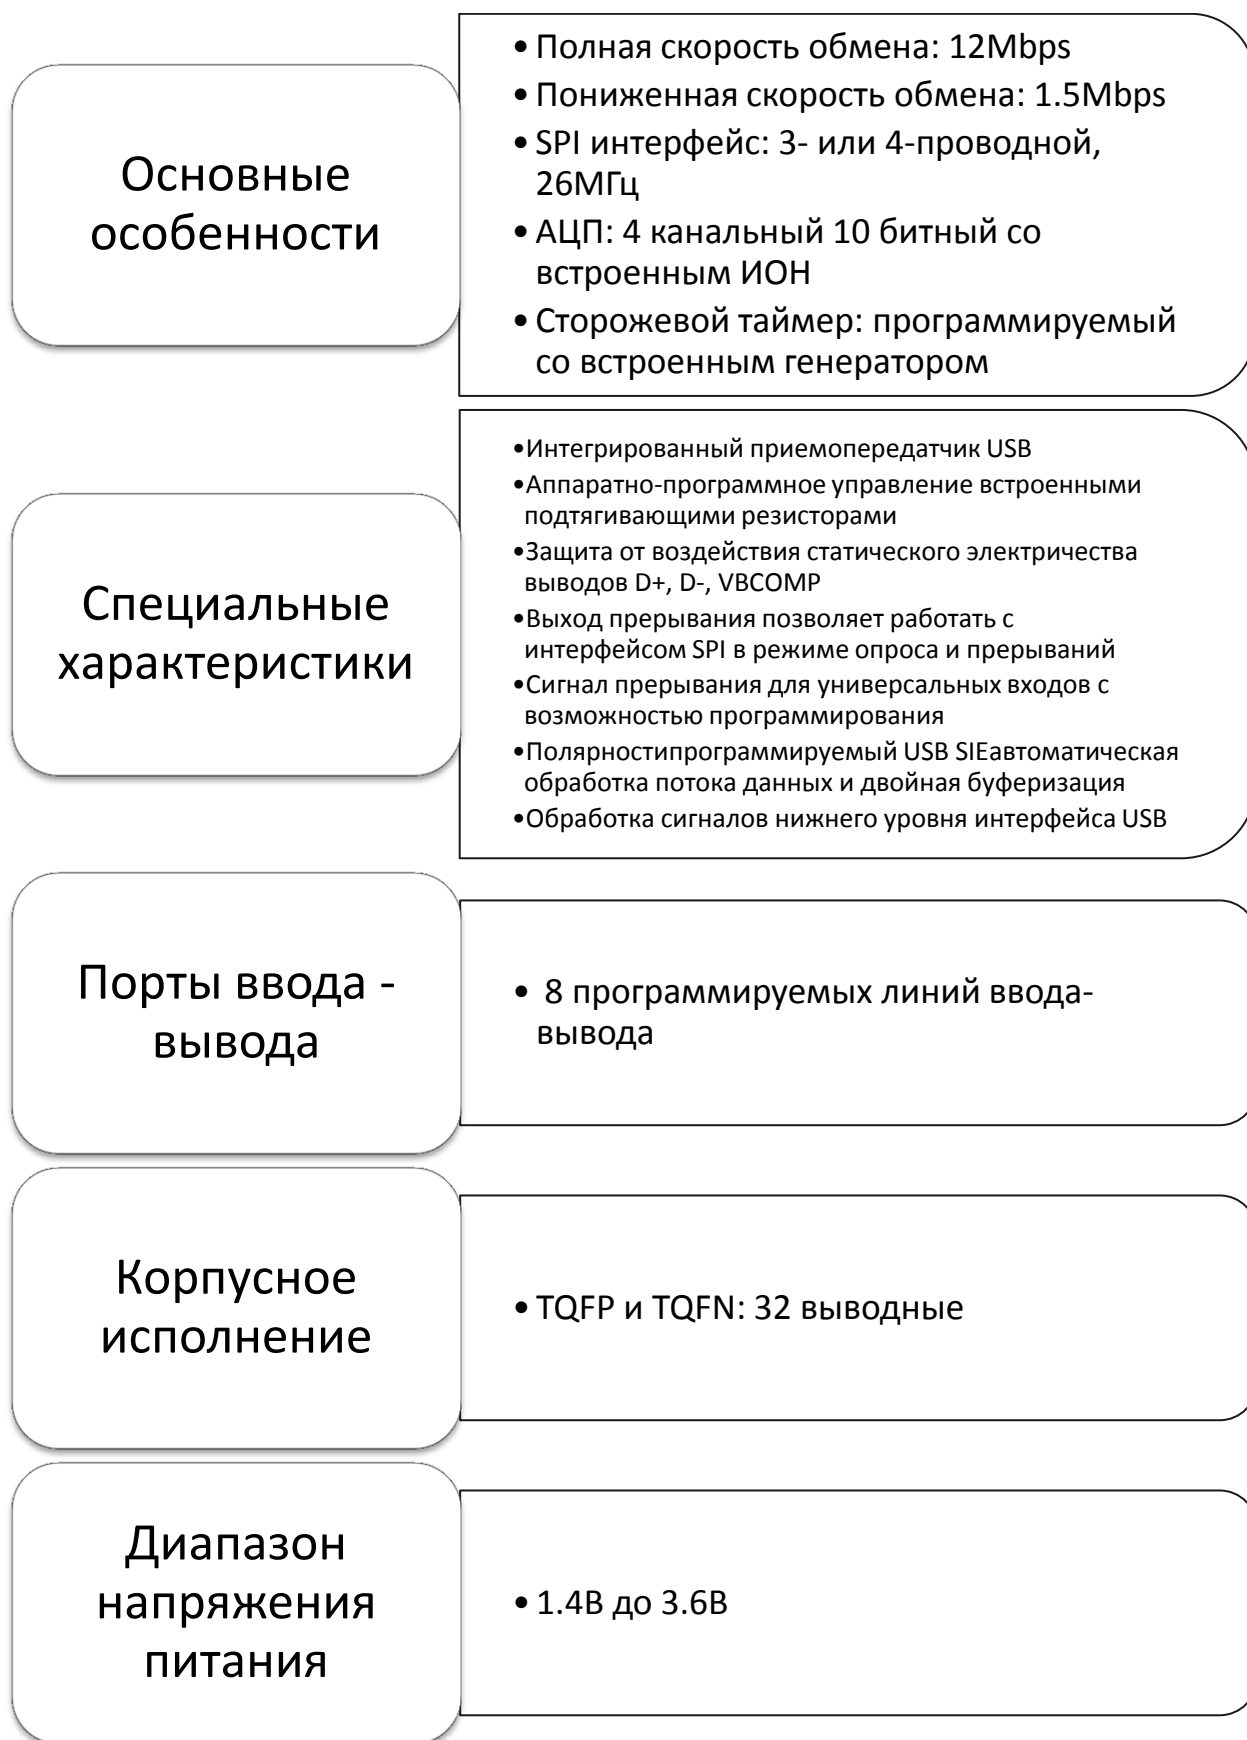 Основные
особенности
• Полная скорость обмена: 12Mbps
• Пониженная скорость обмена: 1.5Mbps
• SPI интерфейс: 3- или 4-проводной,
26МГц
• АЦП: 4 канальный 10 битный со
встроенным ИОН
• Сторожевой таймер: программируемый
со встроенным генератором
Специальные
характеристики
•Интегрированный приемопередатчик USB
•Аппаратно-программное управление встроенными
подтягивающими резисторами
•Защита от воздействия статического электричества
выводов D+, D-, VBCOMP
•Выход прерывания позволяет работать с
интерфейсом SPI в режиме опроса и прерываний
•Сигнал прерывания для универсальных входов с
возможностью программирования
•Полярностипрограммируемый USB SIEавтоматическая
обработка потока данных и двойная буферизация
•Обработка сигналов нижнего уровня интерфейса USB
Порты ввода -
вывода
• 8 программируемых линий ввода-
вывода
Корпусное
исполнение
• TQFP и TQFN: 32 выводные
Диапазон
напряжения
питания
• 1.4В до 3.6В